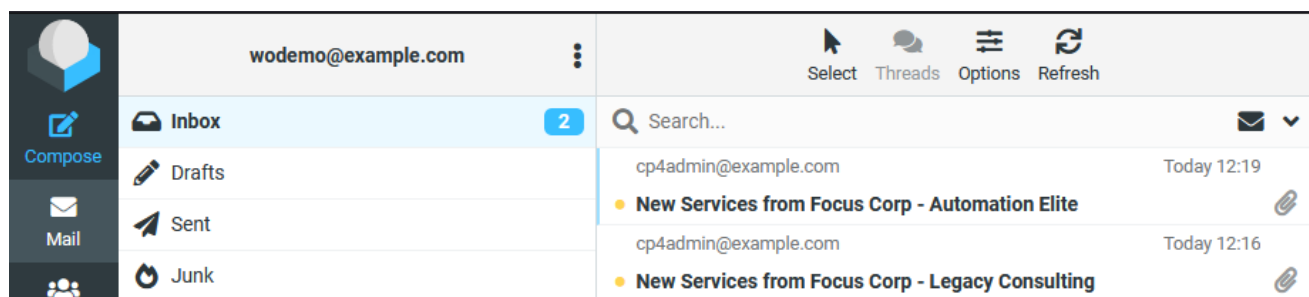 wodemo@example.com
Select Threads Options Refresh
Compose
Mail
Inbox 2
Drafts
Sent
Junk
Search...
cp4admin@example.com Today 12:19
New Services from Focus Corp - Automation Elite
cp4admin@example.com Today 12:16
New Services from Focus Corp - Legacy Consulting